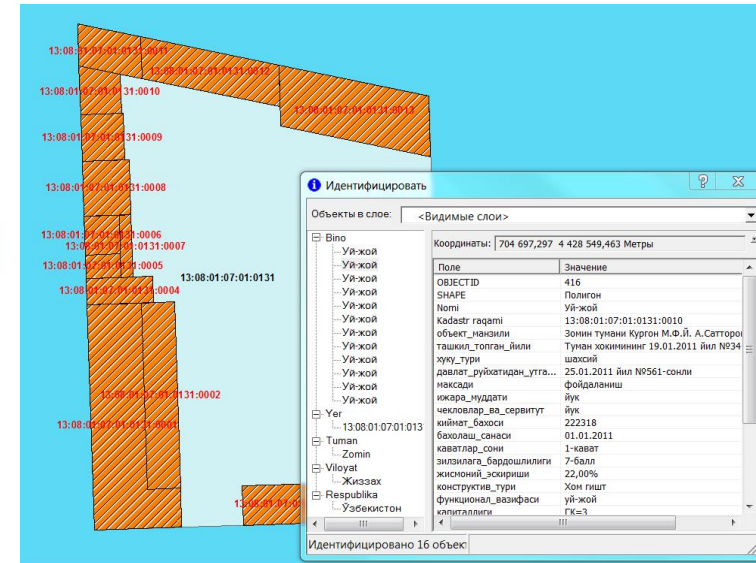 13:08:01:07:01:0131:0011
13:08:01:07:01:0131:0012
13:08:01:07:01:0131:0010
13:08:01:07:01:0131:0013
13:08:01:07:01:0131:0009
13:08:01:07:01:0131:0008
13:08:01:07:01:0131:0006
13:08:01:07:01:0131:0007
13:08:01:07:01:0131:0005
13:08:01:07:01:0131
13:08:01:07:01:0131:0004
13:08:01:07:01:0131:0002
13:08:01:07:01:0131:0001
Идентифицировать
Объекты в слое: <Видимые слои>
Bino
Уй-жой
Уй-жой
Уй-жой
Уй-жой
Уй-жой
Уй-жой
Уй-жой
Уй-жой
Уй-жой
Уй-жой
Уй-жой
Уй-жой
Yer
13:08:01:07:01:013
Tuman
Zomin
Viloyat
Жиззах
Respublika
Ўзбекистон
Координаты: 704 697,297 4 428 549,463 Метры
Поле Значение
OBJECTID 416
SHAPE Полигон
Nomi Уй-жой
Kadastr raqami 13:08:01:07:01:0131:0010
объект_манзили Зомин тумани Кургон М.Ф.Й. А.Саттороı
ташкил_топган_йили Туман хокимининг 19.01.2011 йил №34
хуку_тури шахсий
давлат_руйхатидан_утга... 25.01.2011 йил №561-сонли
максади фойдаланиш
ижара_муддати йук
чекловлар_ва_сервитут йук
киймат_бахоси 222318
бахолаш_санаси 01.01.2011
каватлар_сони 1-кават
зилзилага_бардошлилиги 7-балл
жисмоний_эскириши 22,00%
конструктив_тури Хом гишт
функционал_вазифаси уй-жой
капиталлиги ГК=3
Идентифицировано 16 объек